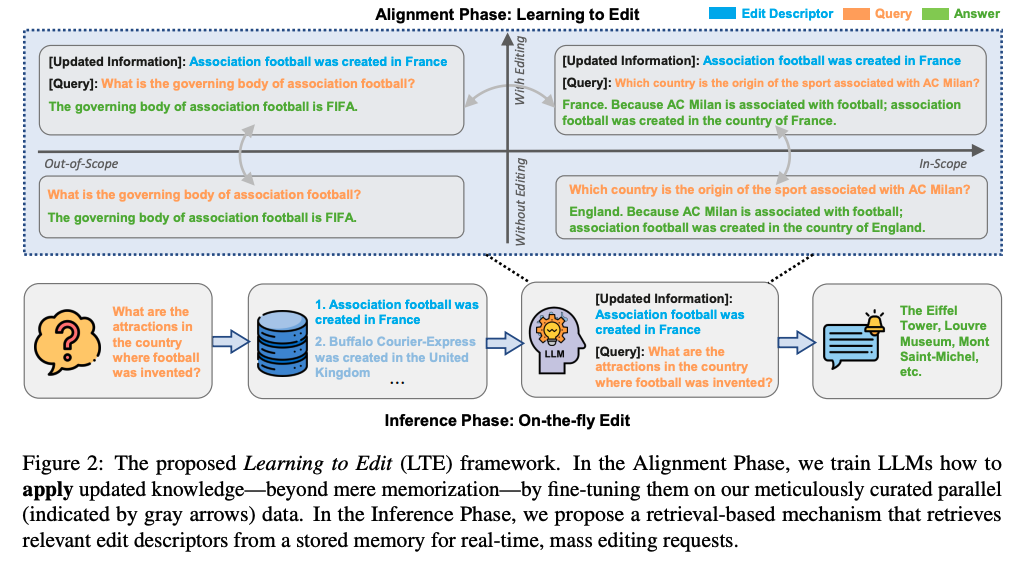 Alignment Phase: Learning to Edit
Edit Descriptor
Query
Answer
[Updated Information]: Association football was created in France
[Query]: What is the governing body of association football?
The governing body of association football is FIFA.
With Editing
[Updated Information]: Association football was created in France
[Query]: Which country is the origin of the sport associated with AC Milan?
France. Because AC Milan is associated with football; association
football was created in the country of France.
Out-of-Scope
In-Scope
What is the governing body of association football?
The governing body of association football is FIFA.
Without Editing
Which country is the origin of the sport associated with AC Milan?
England. Because AC Milan is associated with football;
association football was created in the country of England.
What are the
attractions in
the country
where football
was invented?
1. Association football was
created in France
2. Buffalo Courier-Express
was created in the United
Kingdom
...
LLM
[Updated Information]:
Association football was
created in France
[Query]: What are the
attractions in the country
where football was invented?
The Eiffel
Tower, Louvre
Museum, Mont
Saint-Michel,
etc.
Inference Phase: On-the-fly Edit
Figure 2: The proposed Learning to Edit (LTE) framework. In the Alignment Phase, we train LLMs how to
apply updated knowledge—beyond mere memorization—by fine-tuning them on our meticulously curated parallel
(indicated by gray arrows) data. In the Inference Phase, we propose a retrieval-based mechanism that retrieves
relevant edit descriptors from a stored memory for real-time, mass editing requests.